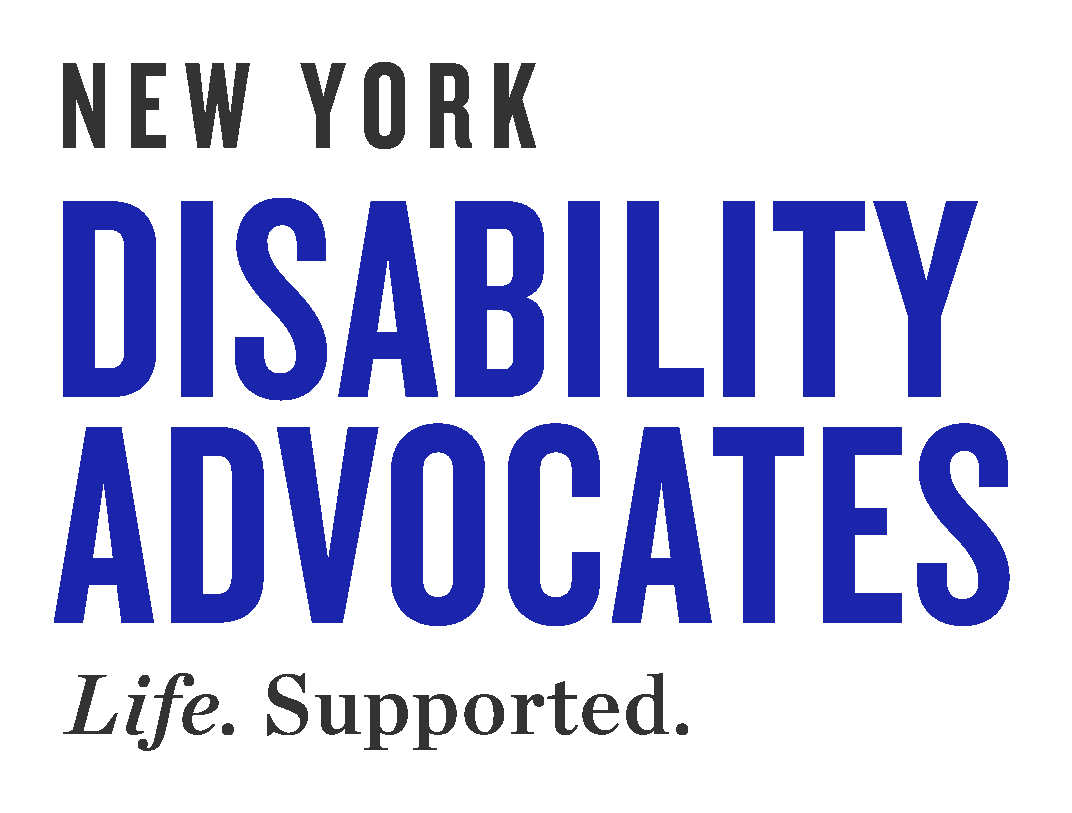 NEW YORK
DISABILITY
ADVOCATES
Life. Supported.